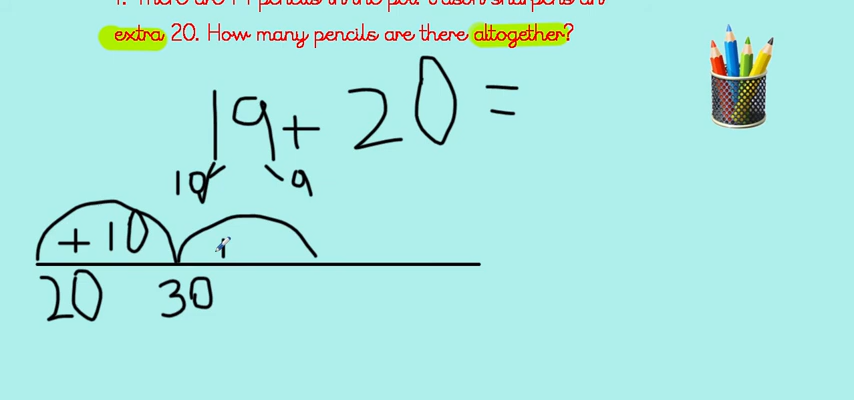 extra 20. How many pencils are there altogether?
19 + 20 =
10 9
+ 10
20 30